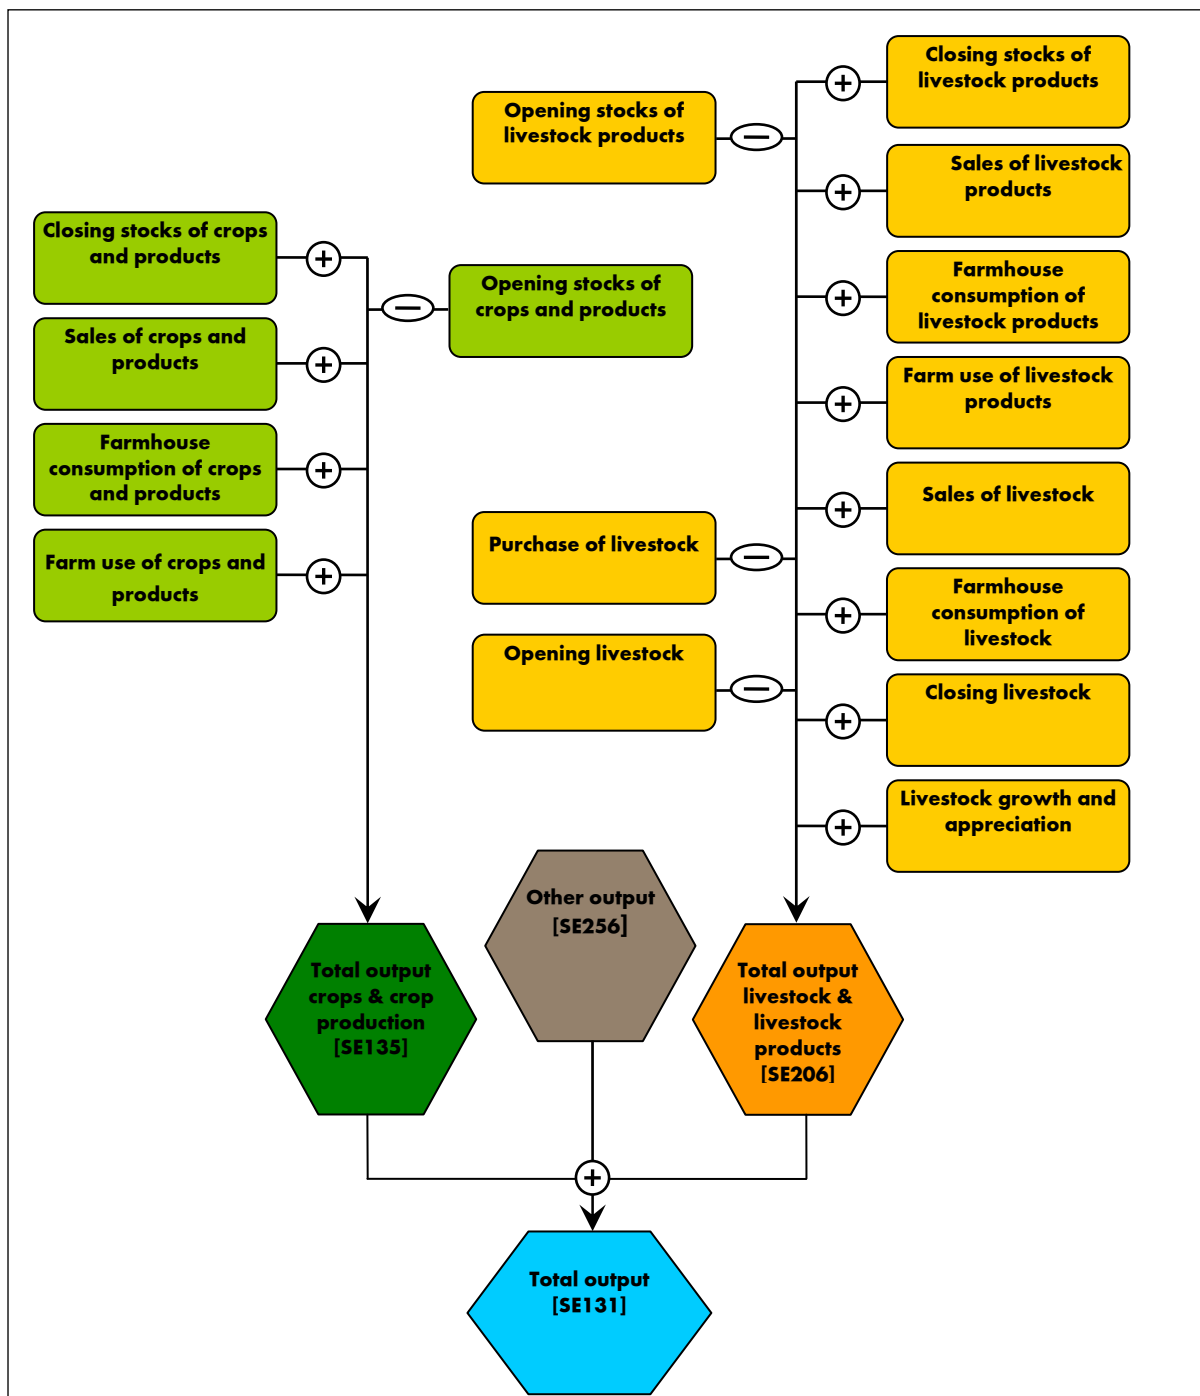 Closing stocks of
livestock products
Opening stocks of
livestock products
Sales of livestock
products
Closing stocks of crops
and products
Farmhouse
consumption of
livestock products
Opening stocks of
crops and products
Sales of crops and
products
Farm use of livestock
products
Farmhouse
consumption of crops
and products
Sales of livestock
Purchase of livestock
Farm use of crops and
products
Farmhouse
consumption of
livestock
Opening livestock
Closing livestock
Livestock growth and
appreciation
Other output
[SE256]
Total output
crops & crop
production
[SE135]
Total output
livestock &
livestock
products
[SE206]
Total output
[SE131]